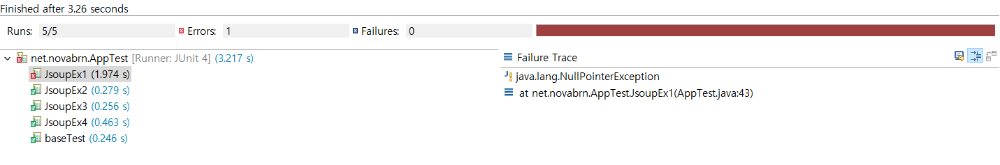 Finished after 3.26 seconds
Runs: 5/5 Errors: 1 Failures: 0
net.novabrn.AppTest [Runner: JUnit 4] (3.217 s)
JsoupEx1 (1.974 s)
JsoupEx2 (0.279 s)
JsoupEx3 (0.256 s)
JsoupEx4 (0.463 s)
baseTest (0.246 s)
Failure Trace
java.lang.NullPointerException
at net.novabrn.AppTest.JsoupEx1(AppTest.java:43)